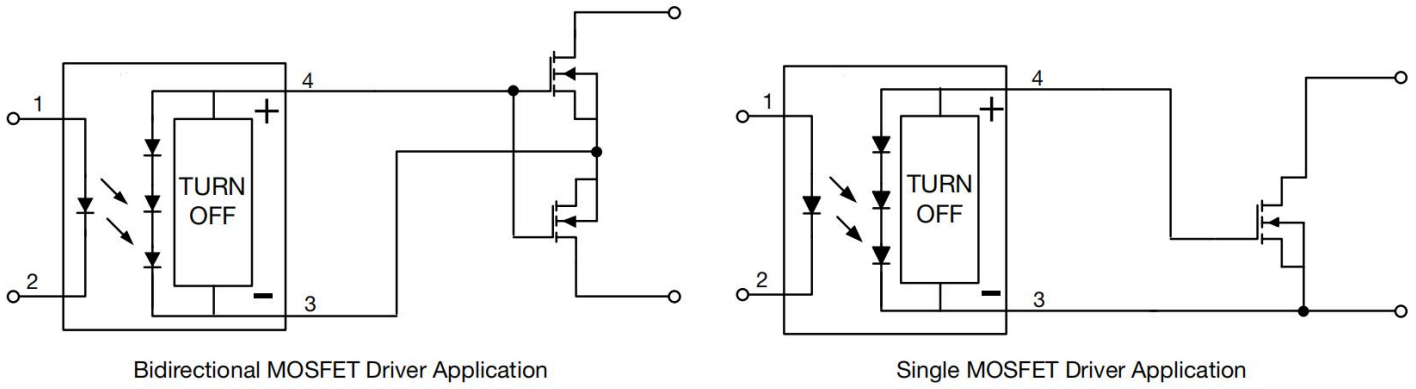 4
1
+
TURN
OFF
2
−
3
Bidirectional MOSFET Driver Application
4
1
+
TURN
OFF
2
−
3
Single MOSFET Driver Application